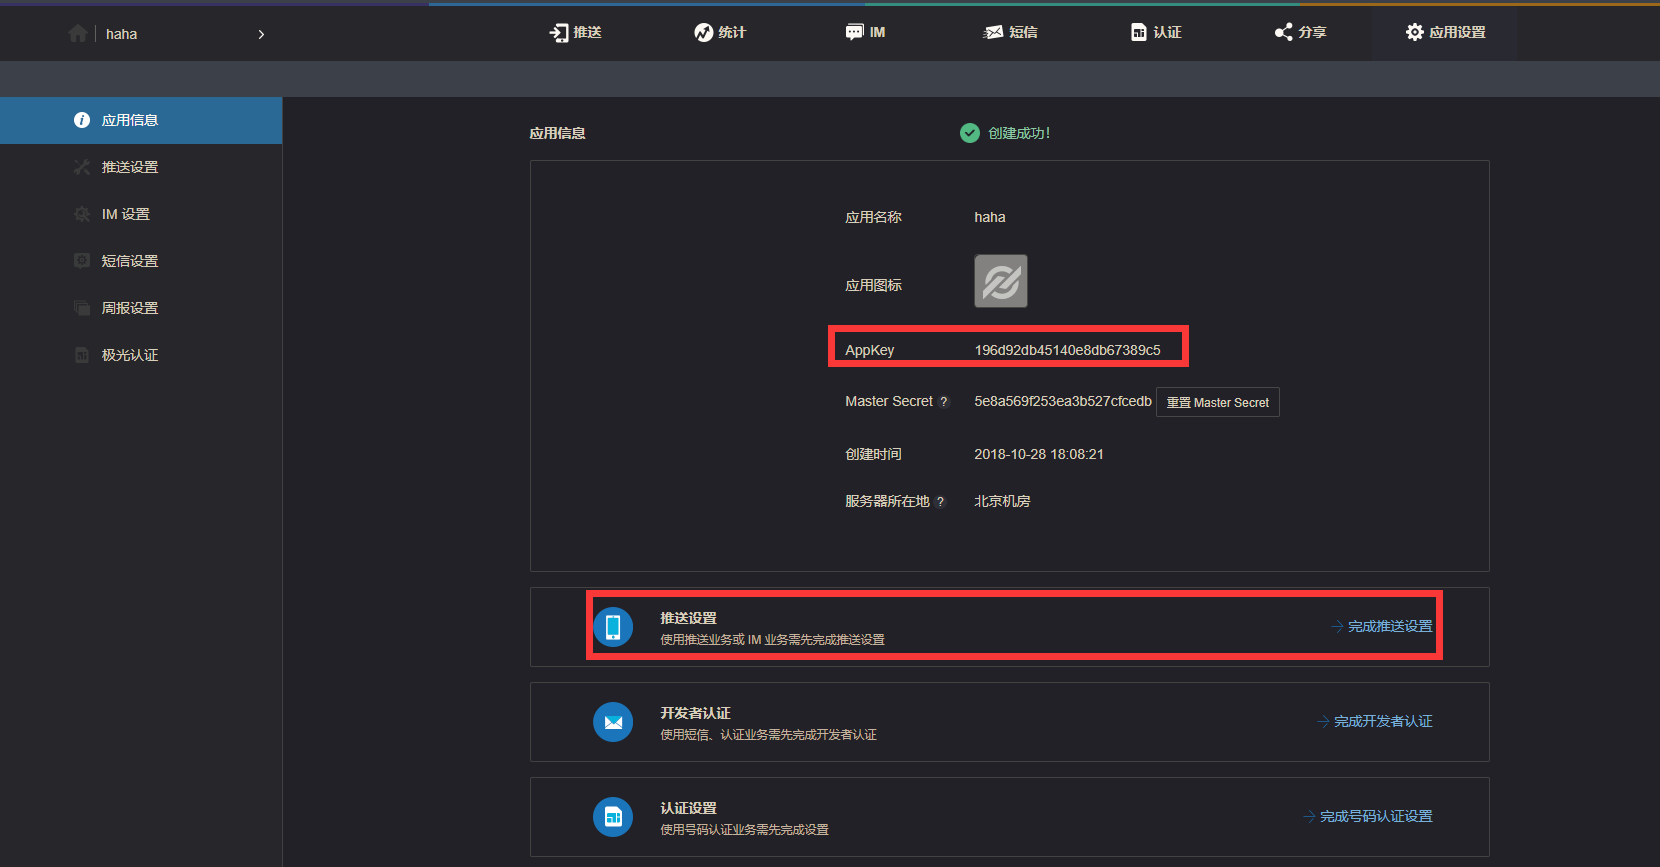 haha
推送
统计
IM
短信
认证
分享
应用设置
应用信息
推送设置
IM 设置
短信设置
周报设置
极光认证
应用信息
创建成功！
应用名称 haha
应用图标
AppKey 196d92db45140e8db67389c5
Master Secret ? 5e8a569f253ea3b527cfcedb 重置 Master Secret
创建时间 2018-10-28 18:08:21
服务器所在地 ? 北京机房
推送设置
使用推送业务或 IM 业务需先完成推送设置
完成推送设置
开发者认证
使用短信、认证业务需先完成开发者认证
完成开发者认证
认证设置
使用号码认证业务需先完成设置
完成号码认证设置